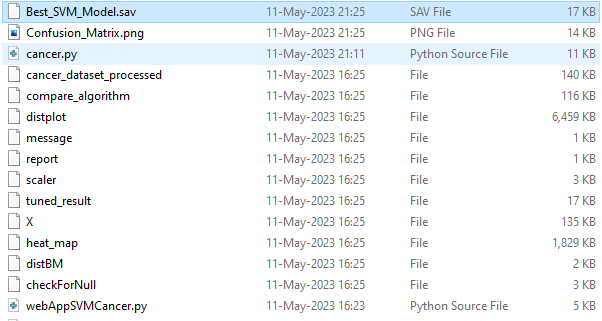 Best_SVM_Model.sav 11-May-2023 21:25 SAV File 17 KB
Confusion_Matrix.png 11-May-2023 21:25 PNG File 14 KB
cancer.py 11-May-2023 21:11 Python Source File 11 KB
cancer_dataset_processed 11-May-2023 16:25 File 140 KB
compare_algorithm 11-May-2023 16:25 File 116 KB
distplot 11-May-2023 16:25 File 6,459 KB
message 11-May-2023 16:25 File 1 KB
report 11-May-2023 16:25 File 1 KB
scaler 11-May-2023 16:25 File 3 KB
tuned_result 11-May-2023 16:25 File 17 KB
X 11-May-2023 16:25 File 135 KB
heat_map 11-May-2023 16:25 File 1,829 KB
distBM 11-May-2023 16:25 File 2 KB
checkForNull 11-May-2023 16:25 File 3 KB
webAppSVMCancer.py 11-May-2023 16:23 Python Source File 5 KB